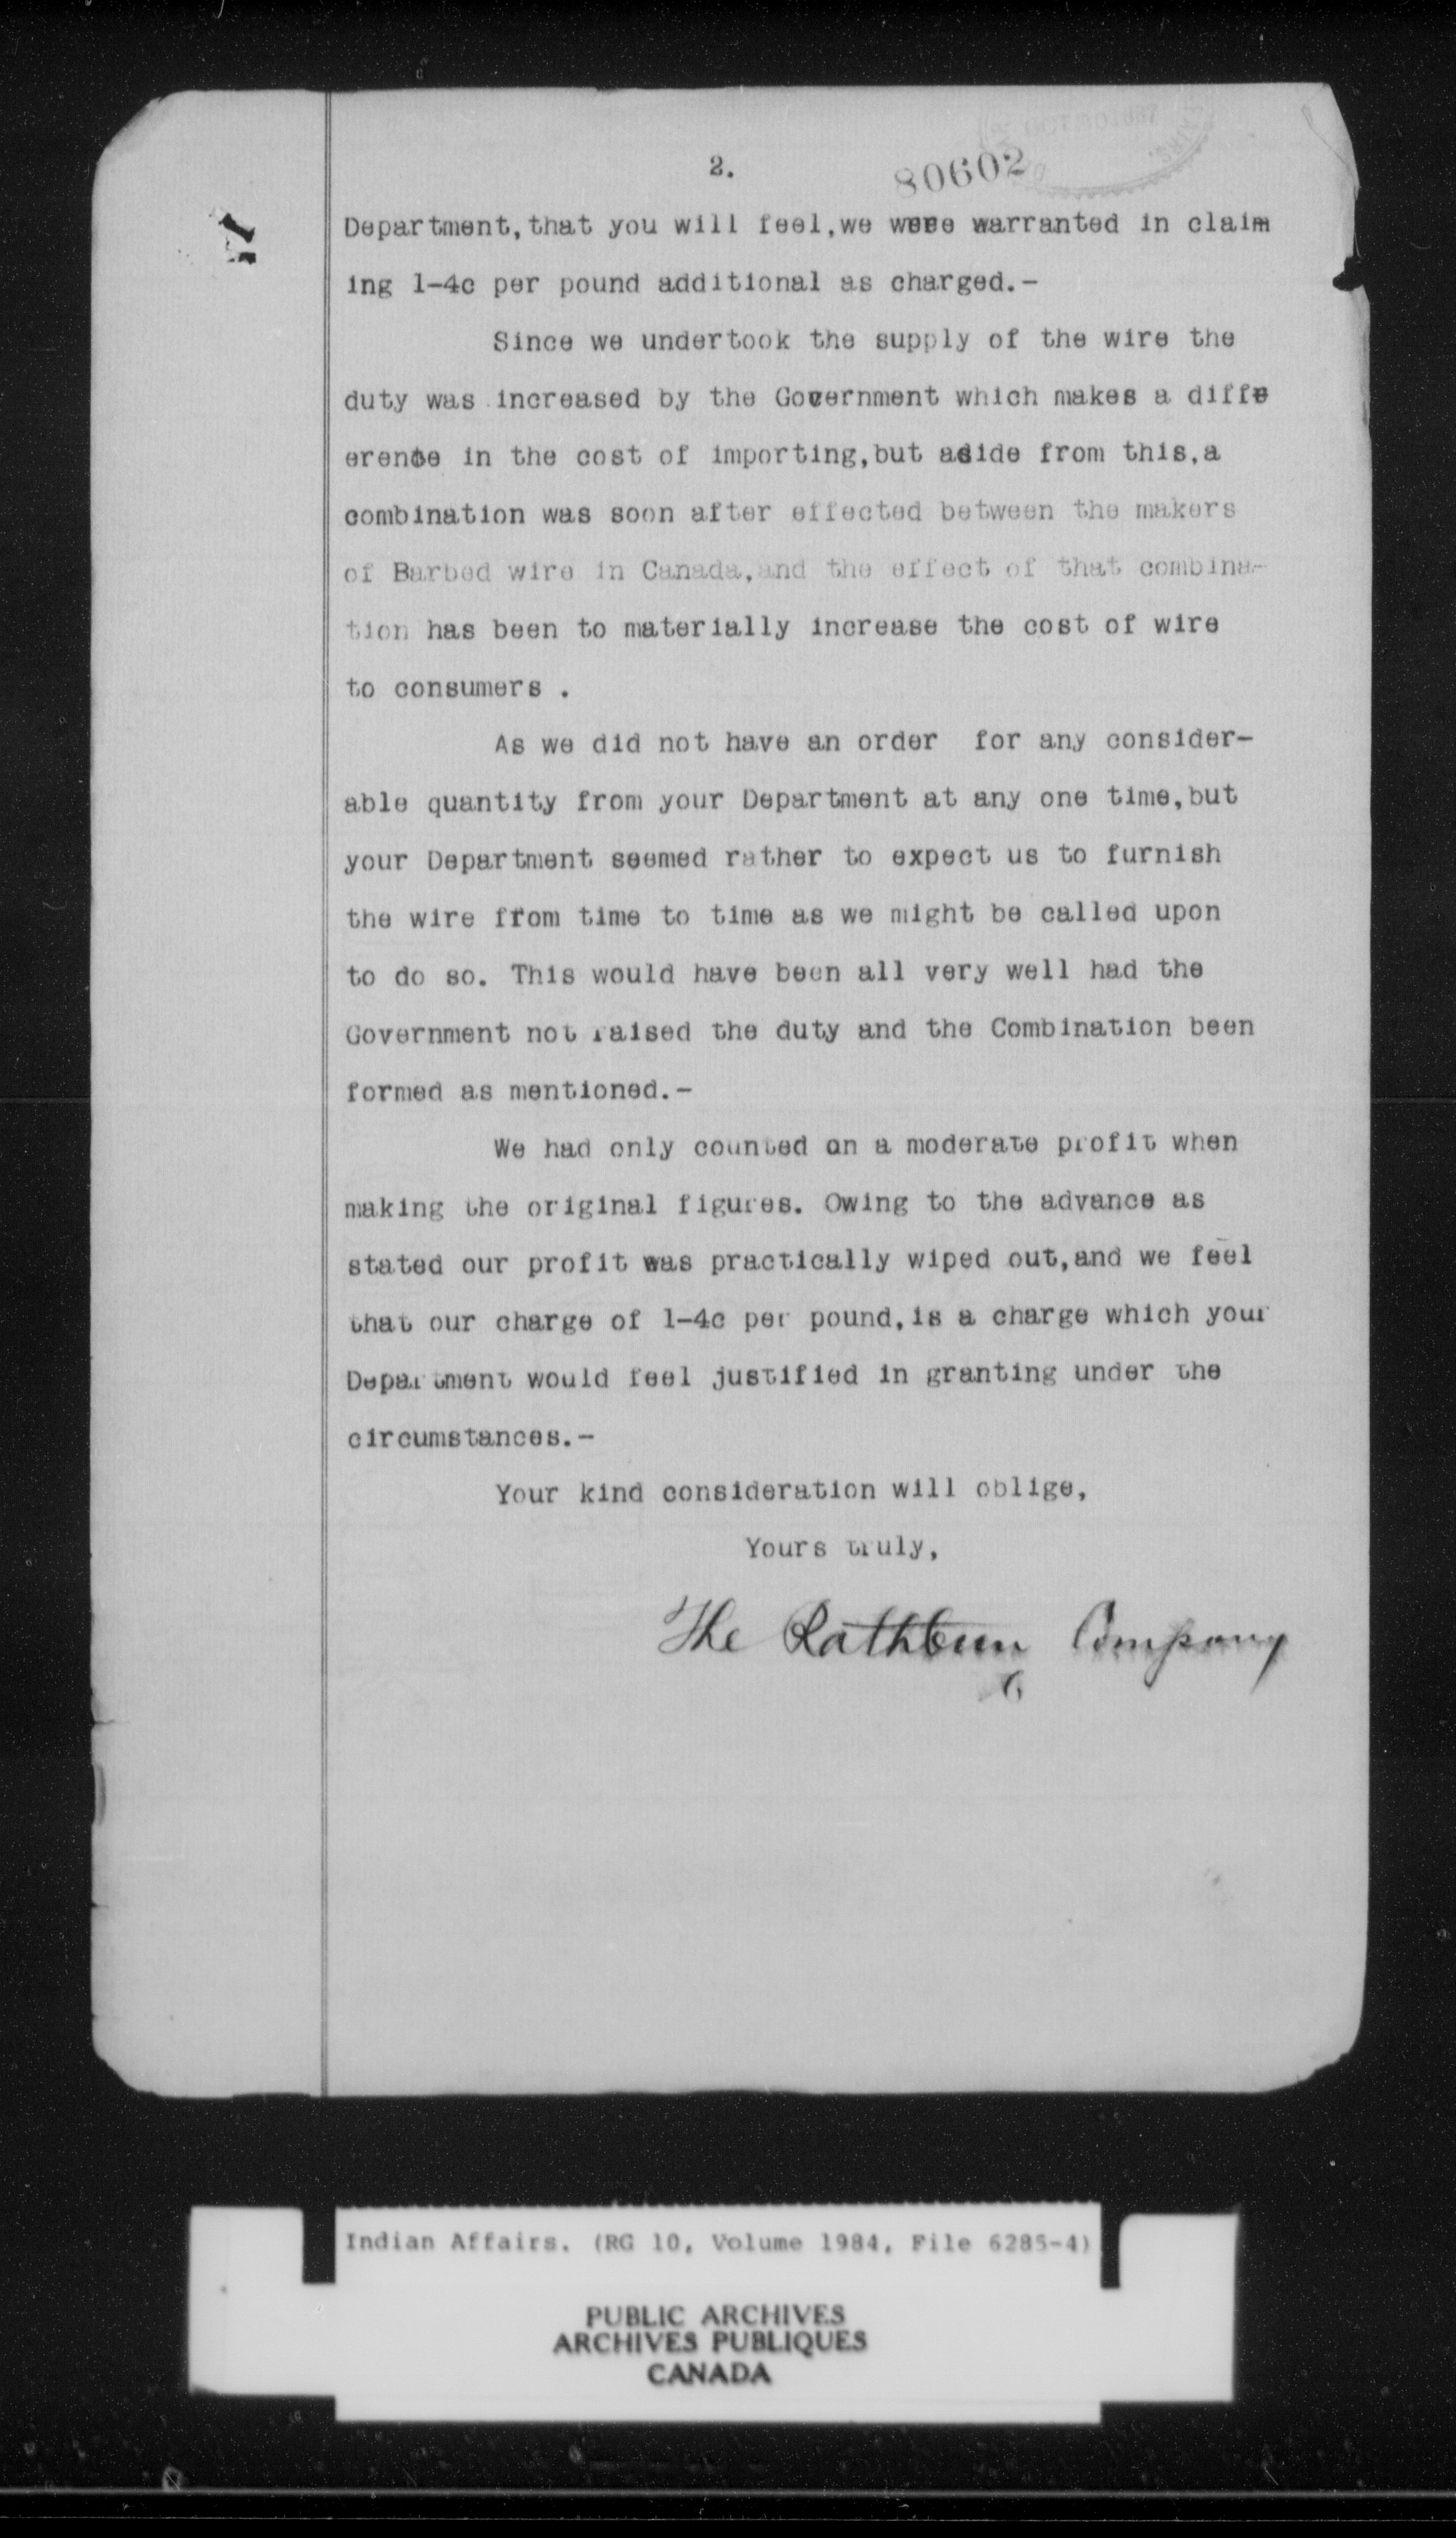 2.
80602
Department,that you will feel,we were warranted in claim
ing 1-4c per pound additional as charged.-
Since we undertook the supply of the wire the
duty was increased by the Government which makes a diff-
erence in the cost of importing,but aside from this,a
combination was soon after effected between the makers
of Barbed wire in Canada,and the effect of that combina-
tion has been to materially increase the cost of wire
to consumers .
As we did not have an order for any consider-
able quantity from your Department at any one time,but
your Department seemed rather to expect us to furnish
the wire from time to time as we might be called upon
to do so. This would have been all very well had the
Government not raised the duty and the Combination been
formed as mentioned.-
We had only counted on a moderate profit when
making the original figures. Owing to the advance as
stated our profit was practically wiped out,and we feel
that our charge of 1-4c per pound,is a charge which your
Department would feel justified in granting under the
circumstances.-
Your kind consideration will oblige,
Yours truly,
The Rathbun Company
Indian Affairs. (RG 10, Volume 1984, File 6285-4)
PUBLIC ARCHIVES
ARCHIVES PUBLIQUES
CANADA